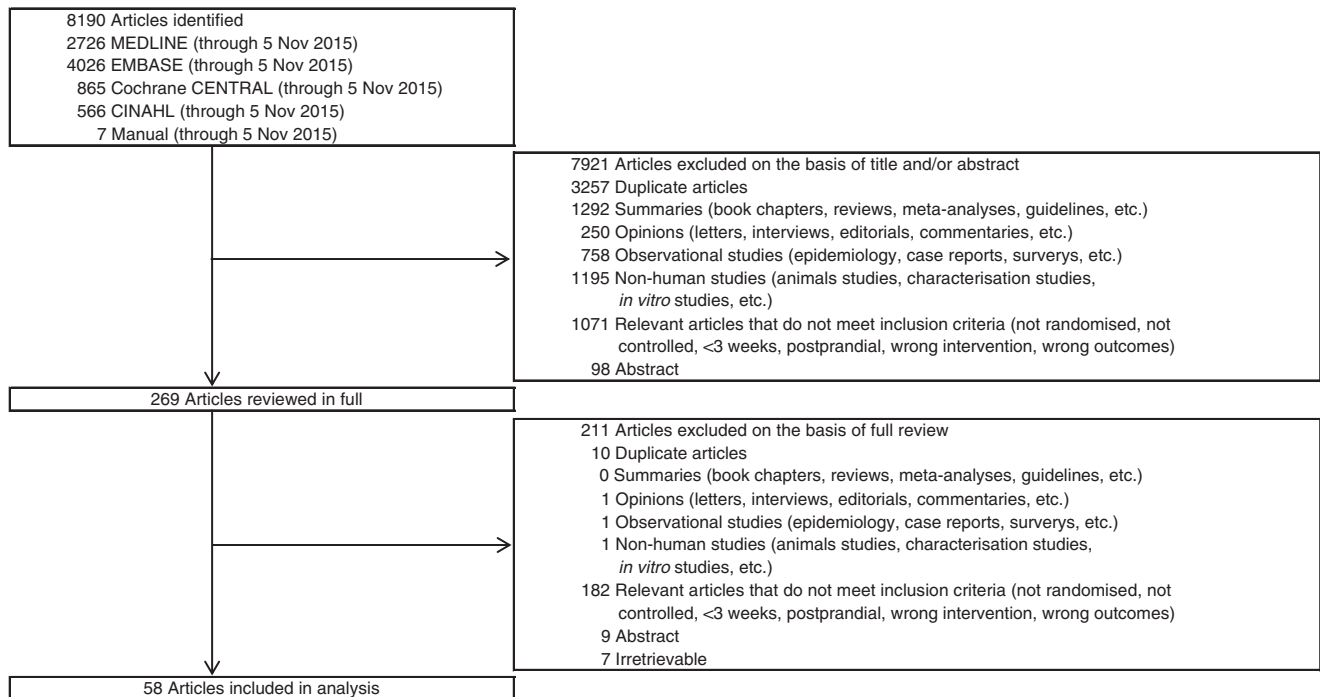 8190 Articles identified
2726 MEDLINE (through 5 Nov 2015)
4026 EMBASE (through 5 Nov 2015)
865 Cochrane CENTRAL (through 5 Nov 2015)
566 CINAHL (through 5 Nov 2015)
7 Manual (through 5 Nov 2015)
7921 Articles excluded on the basis of title and/or abstract
3257 Duplicate articles
1292 Summaries (book chapters, reviews, meta-analyses, guidelines, etc.)
250 Opinions (letters, interviews, editorials, commentaries, etc.)
758 Observational studies (epidemiology, case reports, surverys, etc.)
1195 Non-human studies (animals studies, characterisation studies,
in vitro studies, etc.)
1071 Relevant articles that do not meet inclusion criteria (not randomised, not
controlled, <3 weeks, postprandial, wrong intervention, wrong outcomes)
98 Abstract
269 Articles reviewed in full
211 Articles excluded on the basis of full review
10 Duplicate articles
0 Summaries (book chapters, reviews, meta-analyses, guidelines, etc.)
1 Opinions (letters, interviews, editorials, commentaries, etc.)
1 Observational studies (epidemiology, case reports, surverys, etc.)
1 Non-human studies (animals studies, characterisation studies,
in vitro studies, etc.)
182 Relevant articles that do not meet inclusion criteria (not randomised, not
controlled, <3 weeks, postprandial, wrong intervention, wrong outcomes)
9 Abstract
7 Irretrievable
58 Articles included in analysis